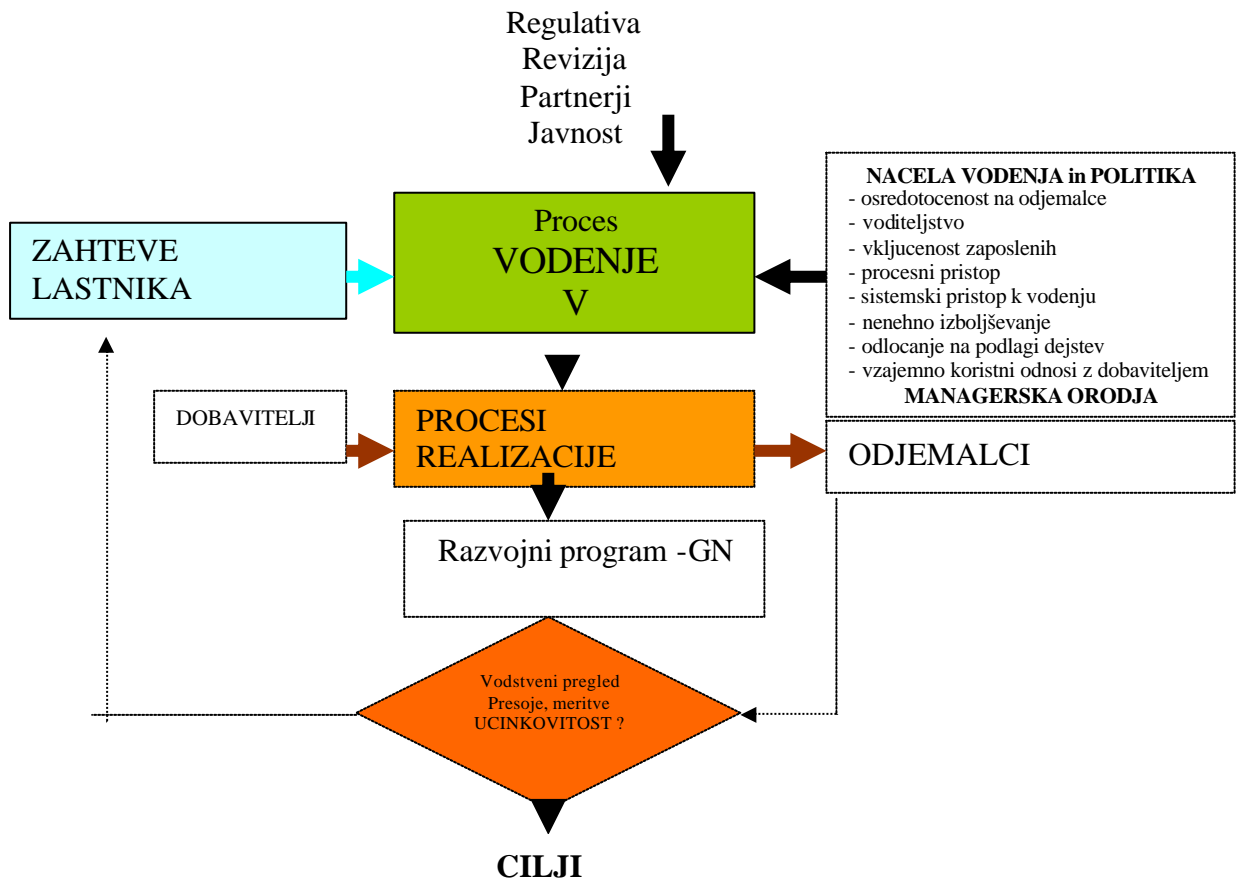 Regulativa
Revizija
Partnerji
Javnost
NACELA VODENJA in POLITIKA
- osredotocenost na odjemalce
- voditeljstvo
- vkljucenost zaposlenih
- procesni pristop
- sistemski pristop k vodenju
- nenehno izboljševanje
- odlocanje na podlagi dejstev
- vzajemno koristni odnosi z dobaviteljem
MANAGERSKA ORODJA
Proces
VODENJE
V
ZAHTEVE
LASTNIKA
DOBAVITELJI
PROCESI
REALIZACIJE
ODJEMALCI
Razvojni program -GN
Vodstveni pregled
Presoje, meritve
UCINKOVITOST ?
CILJI